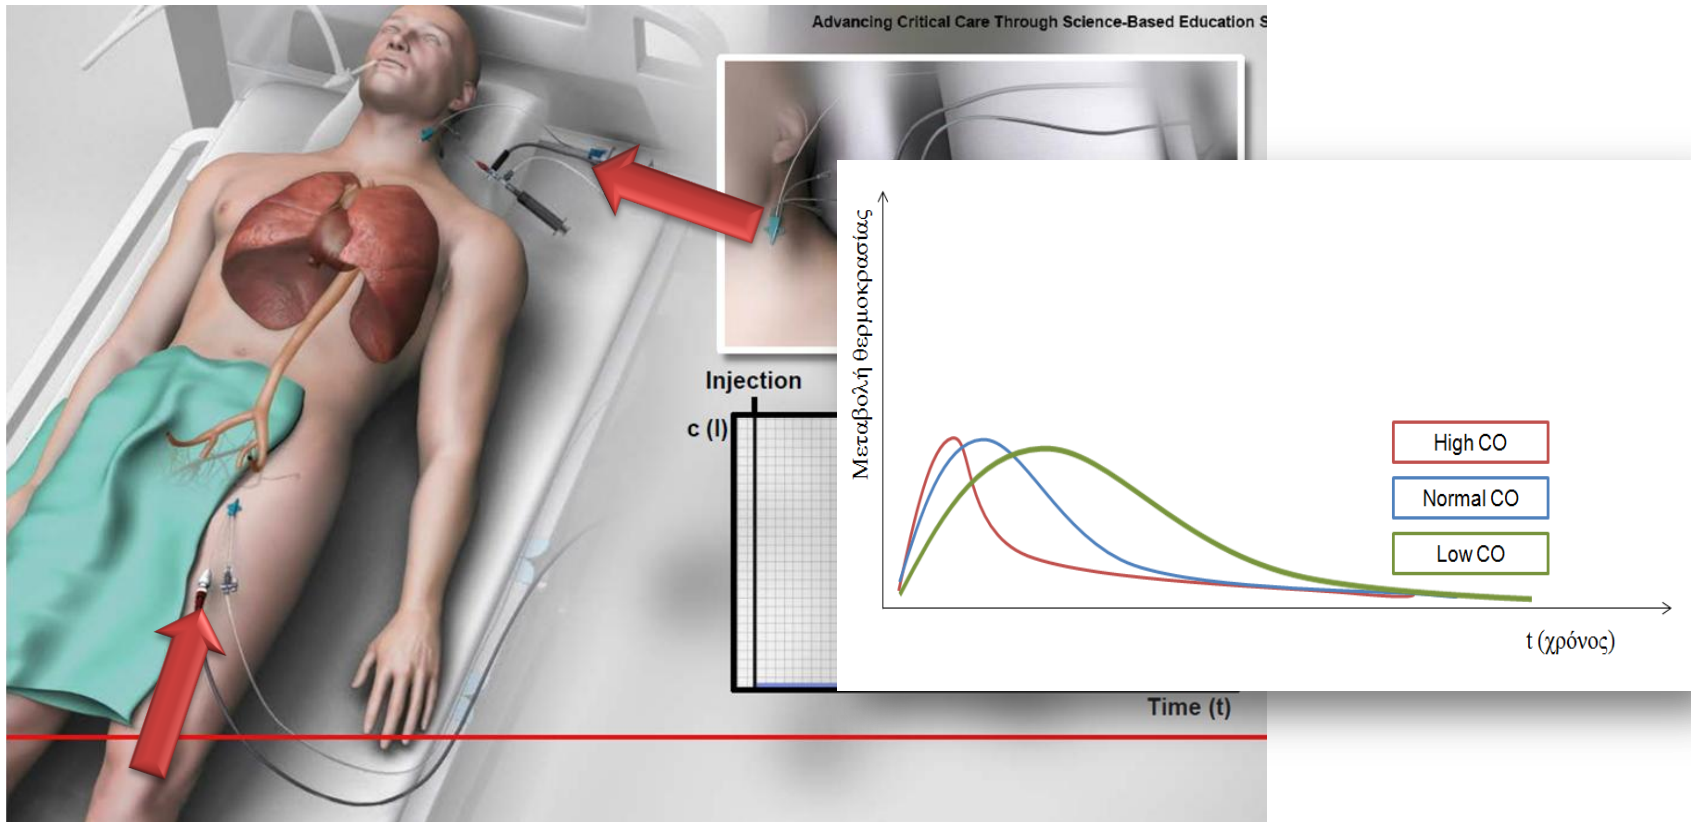 Advancing Critical Care Through Science-Based Education S
Injection
c (I)
Time (t)
Μεταβολή θερμοκρασίας
High CO
Normal CO
Low CO
t (χρόνος)